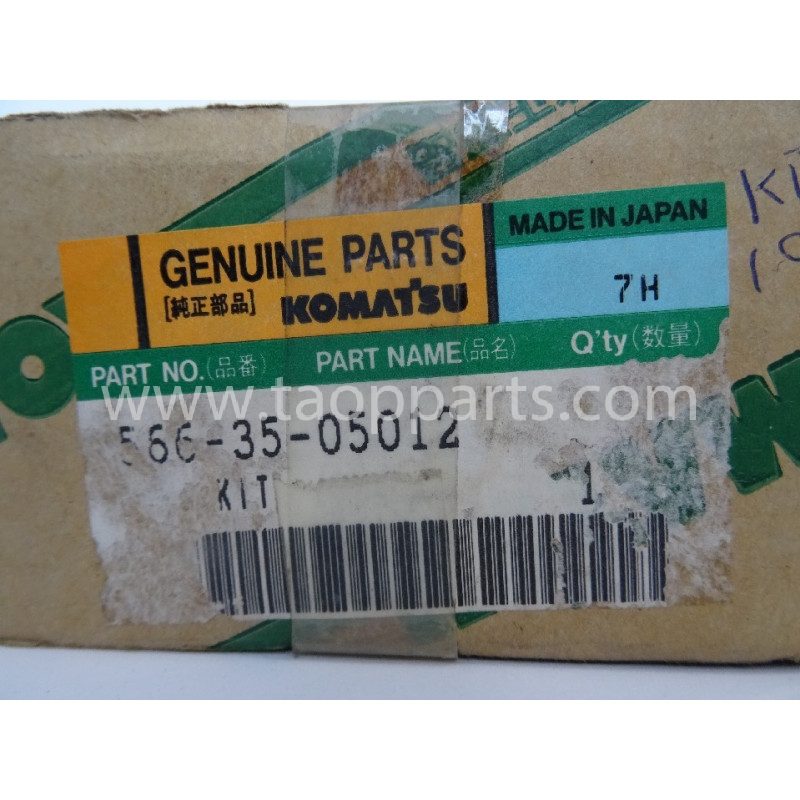 GENUINE PARTS
[純正部品] KOMATSU
MADE IN JAPAN
7H
PART NO.(品番) PART NAME(品名) Q'ty(数量)
www.taopparts.com
566-35-05012
KIT 1